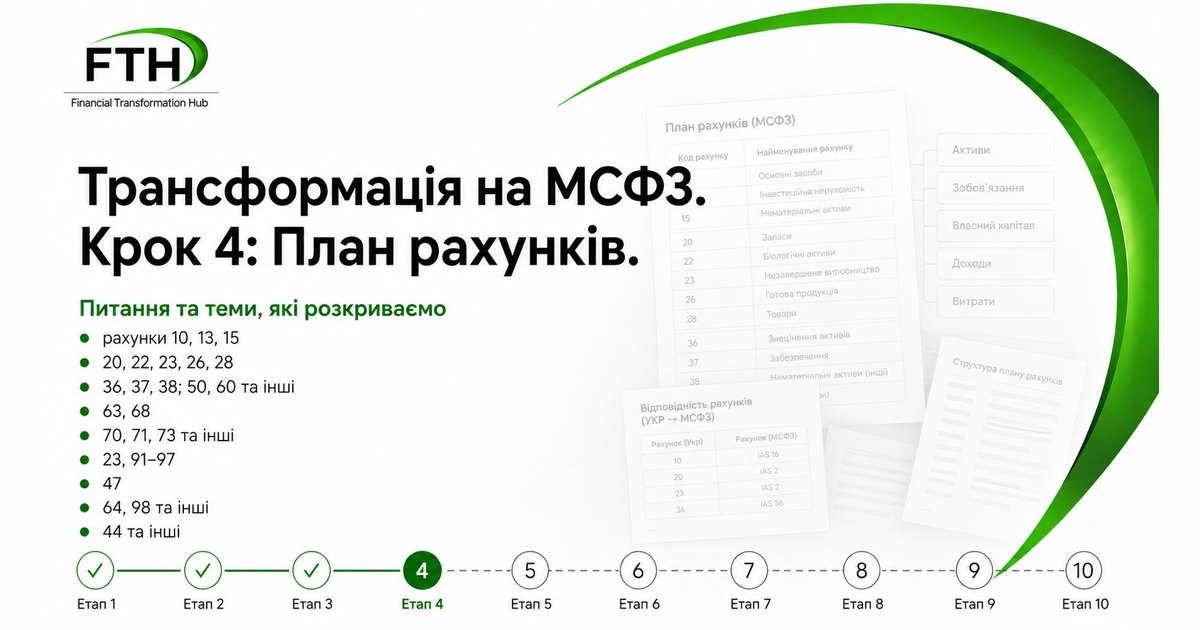 FTH
Financial Transformation Hub
Трансформація на МСФЗ.
Крок 4: План рахунків.
Питання та теми, які розкриваємо
рахунки 10, 13, 15
20, 22, 23, 26, 28
36, 37, 38; 50, 60 та інші
63, 68
70, 71, 73 та інші
23, 91–97
47
64, 98 та інші
44 та інші
План рахунків (МСФЗ)
Код рахунку Найменування рахунку
Основні засоби
Інвестиційна нерухомість
15 Нематеріальні активи
20 Запаси
22 Біологічні активи
23 Незавершене виробництво
26 Готова продукція
28 Товари
36 Знецінення активів
37 Забезпечення
38 Нематеріальні активи (інші)
Активи
Зобов'язання
Власний капітал
Доходи
Витрати
Відповідність рахунків
(УКР → МСФЗ)
Рахунок (Укр) Рахунок (МСФЗ)
10 IAS 16
20 IAS 2
23 IAS 2
36 IAS 36
Структура плану рахунків
4 5 6 7 8 9 10
Етап 1 Етап 2 Етап 3 Етап 4 Етап 5 Етап 6 Етап 7 Етап 8 Етап 9 Етап 10